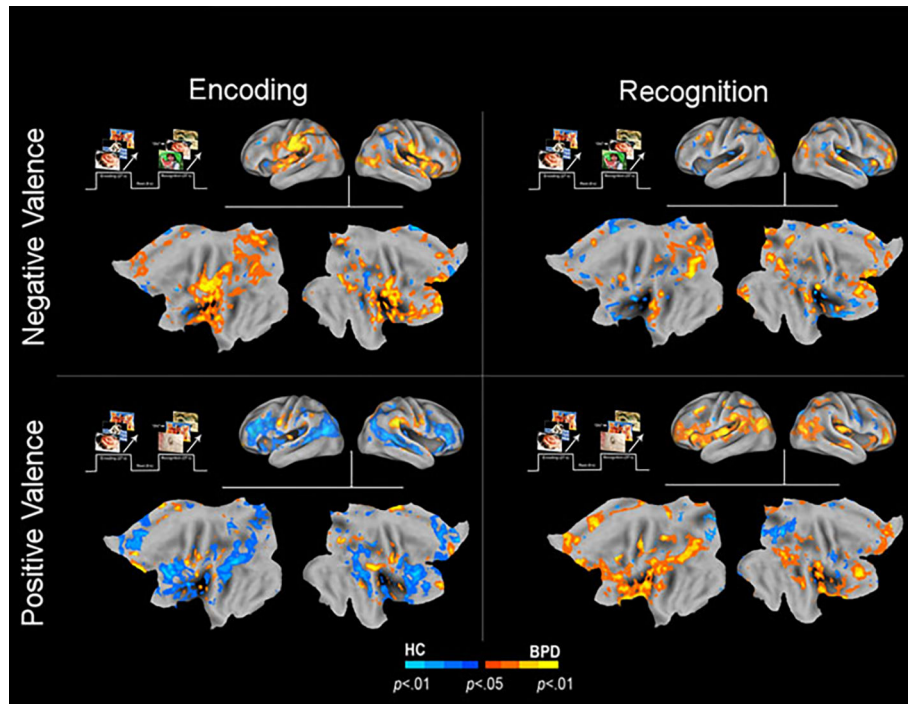 Encoding
Recognition
Negative Valence
Positive Valence
HC
BPD
p<.01
p<.05
p<.01